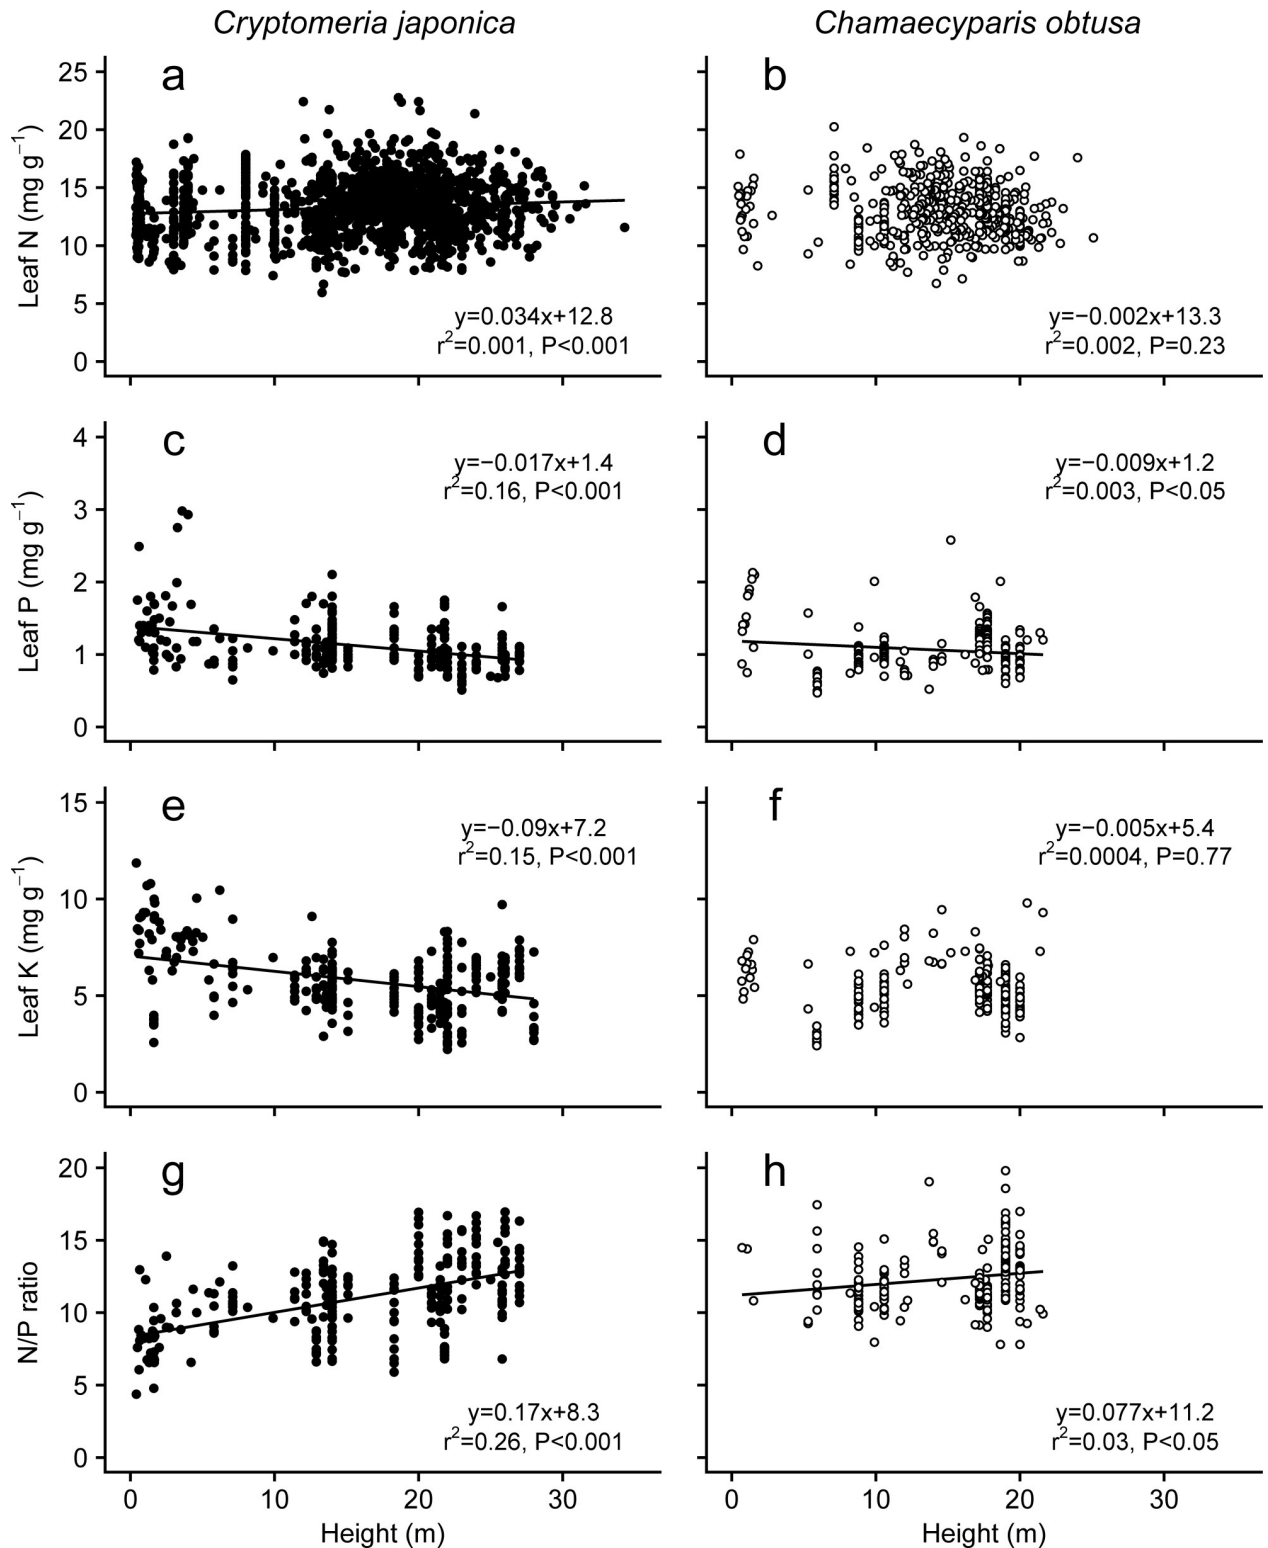 Cryptomeria japonica
Chamaecyparis obtusa
a
Leaf N (mg g⁻¹)
25
20
15
10
5
0
y=0.034x+12.8
r²=0.001, P<0.001
b
y=−0.002x+13.3
r²=0.002, P=0.23
c
Leaf P (mg g⁻¹)
4
3
2
1
0
y=−0.017x+1.4
r²=0.16, P<0.001
d
y=−0.009x+1.2
r²=0.003, P<0.05
e
Leaf K (mg g⁻¹)
15
10
5
0
y=−0.09x+7.2
r²=0.15, P<0.001
f
y=−0.005x+5.4
r²=0.0004, P=0.77
g
N/P ratio
20
15
10
5
0
y=0.17x+8.3
r²=0.26, P<0.001
0 10 20 30
Height (m)
h
y=0.077x+11.2
r²=0.03, P<0.05
0 10 20 30
Height (m)